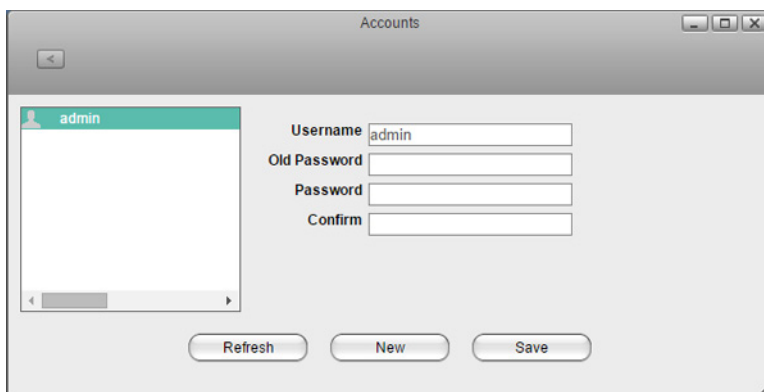 Accounts
<
admin
Username admin
Old Password
Password
Confirm
Refresh New Save